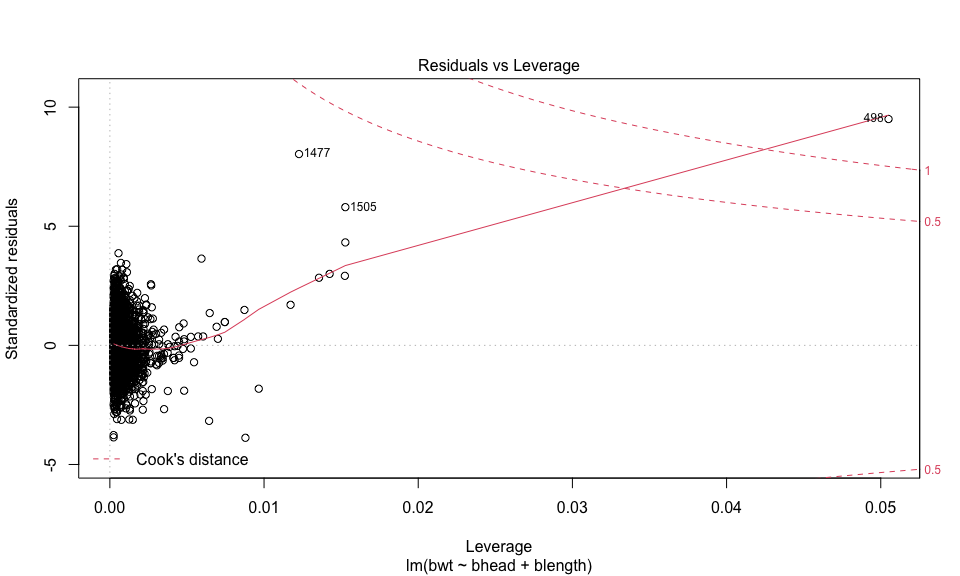 Residuals vs Leverage
Standardized residuals
10
5
0
-5
498
1477
1505
1
0.5
0.5
Cook's distance
0.00 0.01 0.02 0.03 0.04 0.05
Leverage
lm(bwt ~ bhead + blength)